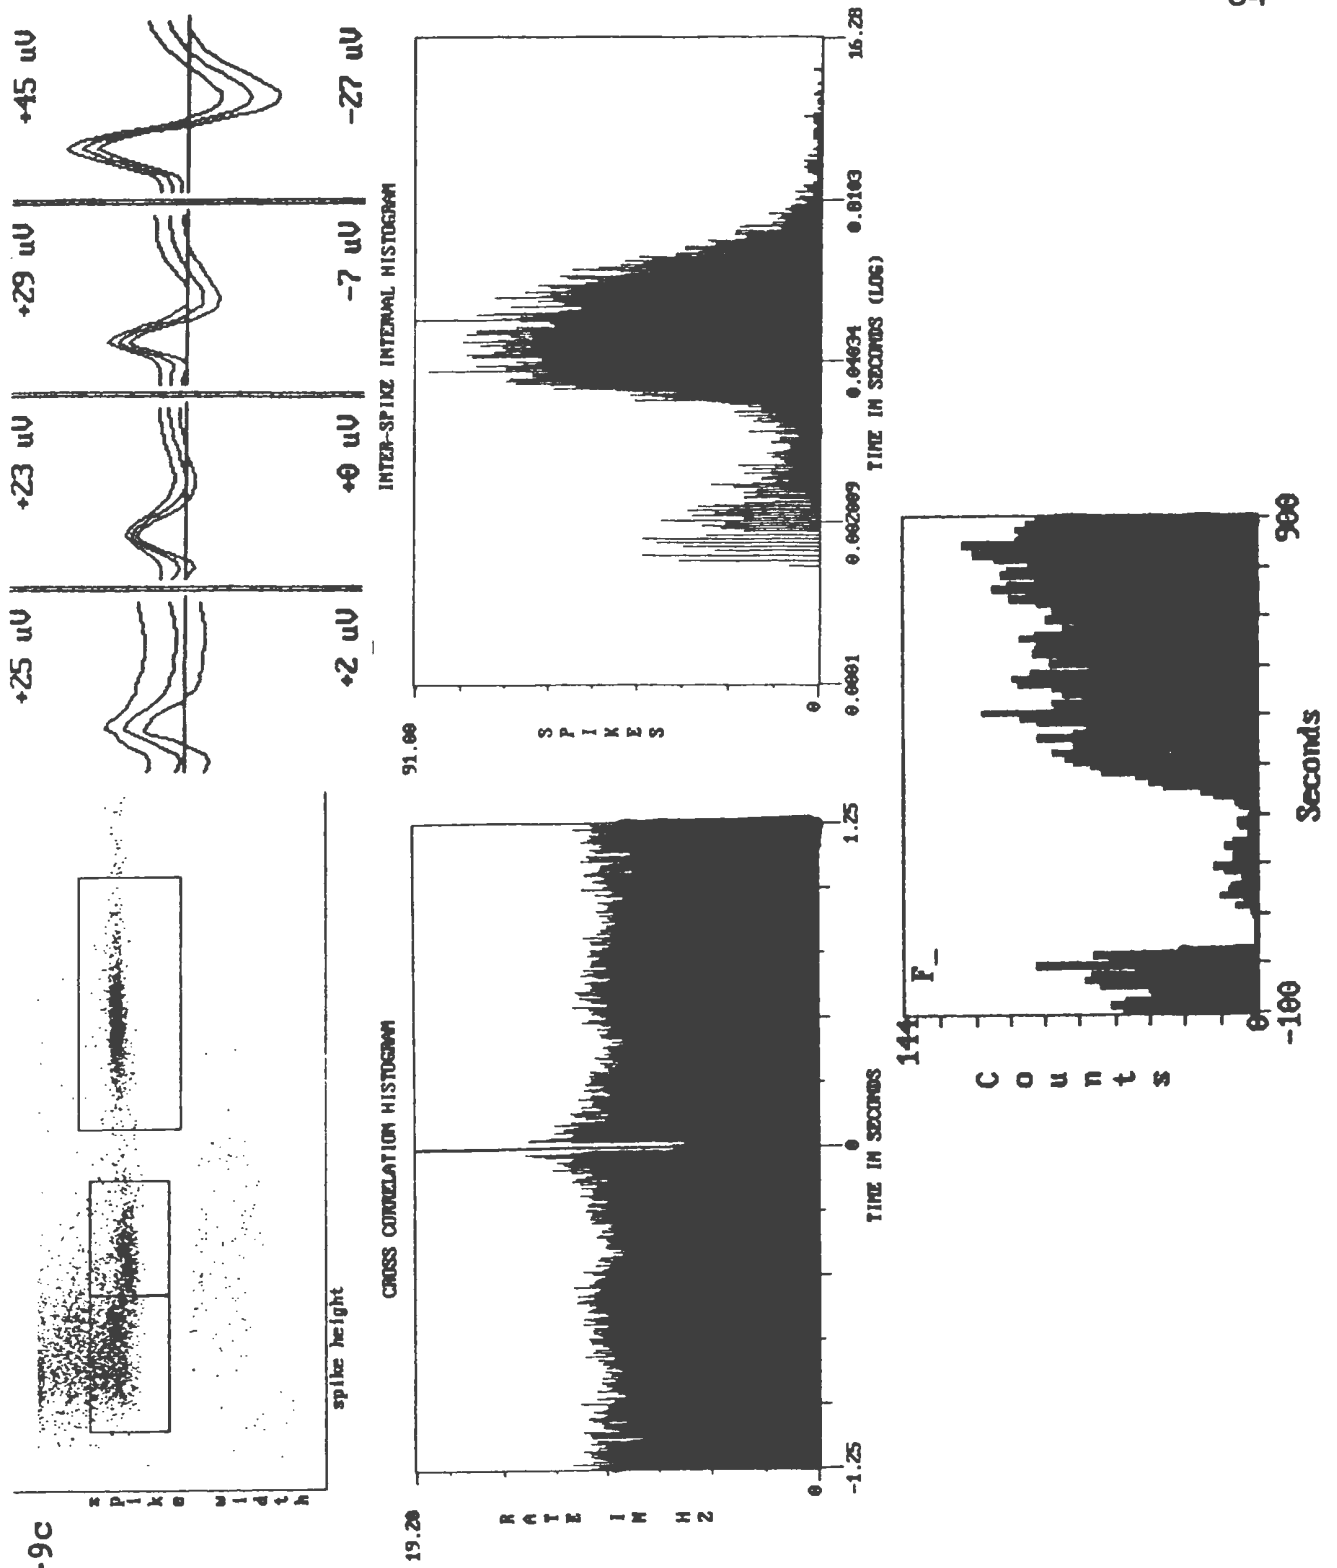 -9C
spike width
spike height
+25 uV
+23 uV
+29 uV
+45 uV
+2 uV
+0 uV
-7 uV
-27 uV
CROSS CORRELATION HISTOGRAM
19.20
RATE IN HZ
0
-1.25
0
1.25
TIME IN SECONDS
INTER-SPIKE INTERVAL HISTOGRAM
91.00
SPIKES
0
0.0001
0.002009
0.04034
0.8103
16.28
TIME IN SECONDS (LOG)
144
F_
Counts
0
-100
900
Seconds